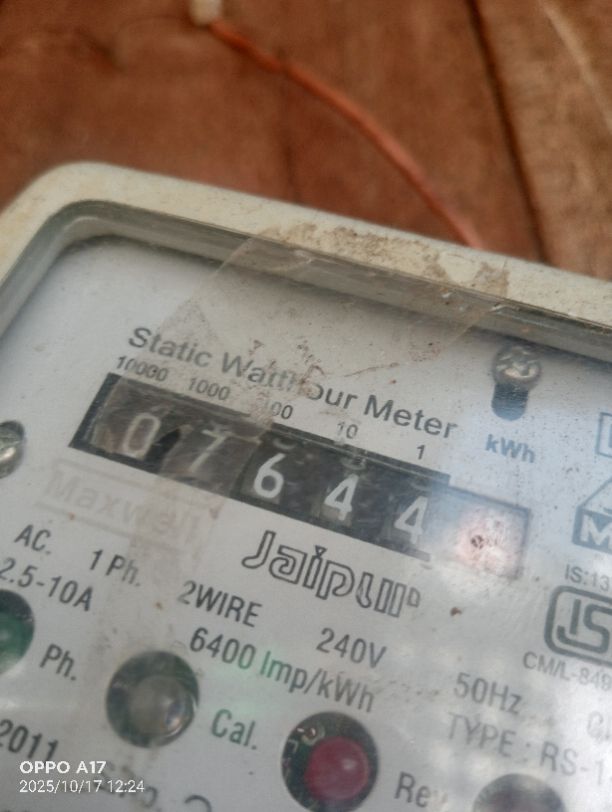 Static Watthour Meter
10000 1000 100 10 1
0 7 6 4 4
kWh
Maxwell
Jaipur
AC. 1 Ph. 2WIRE 240V 50Hz
2.5-10A 6400 Imp/kWh
TYPE : RS-1
IS:13
CM/L-849
Ph. Cal. Rev
2011
OPPO A17
2025/10/17 12:24